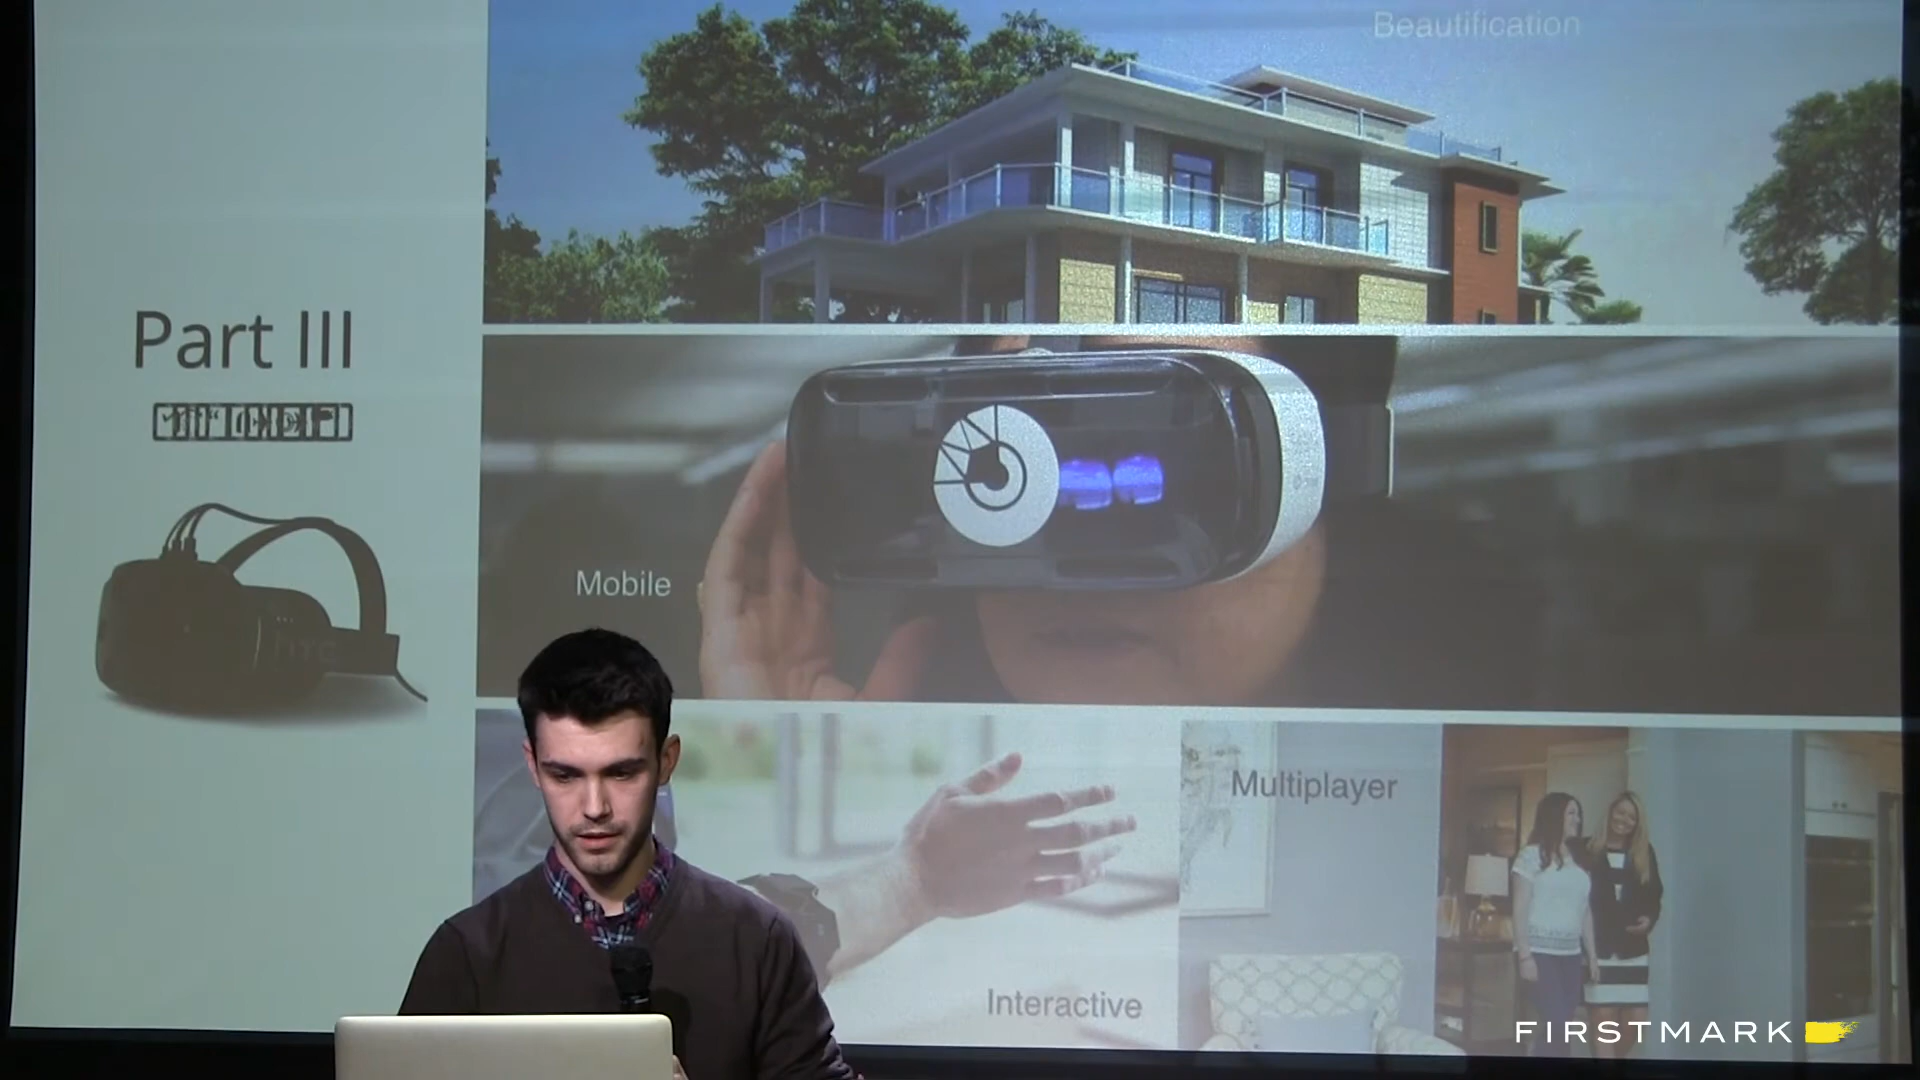 Beautification
Part III
Mobile
Multiplayer
Interactive
FIRSTMARK